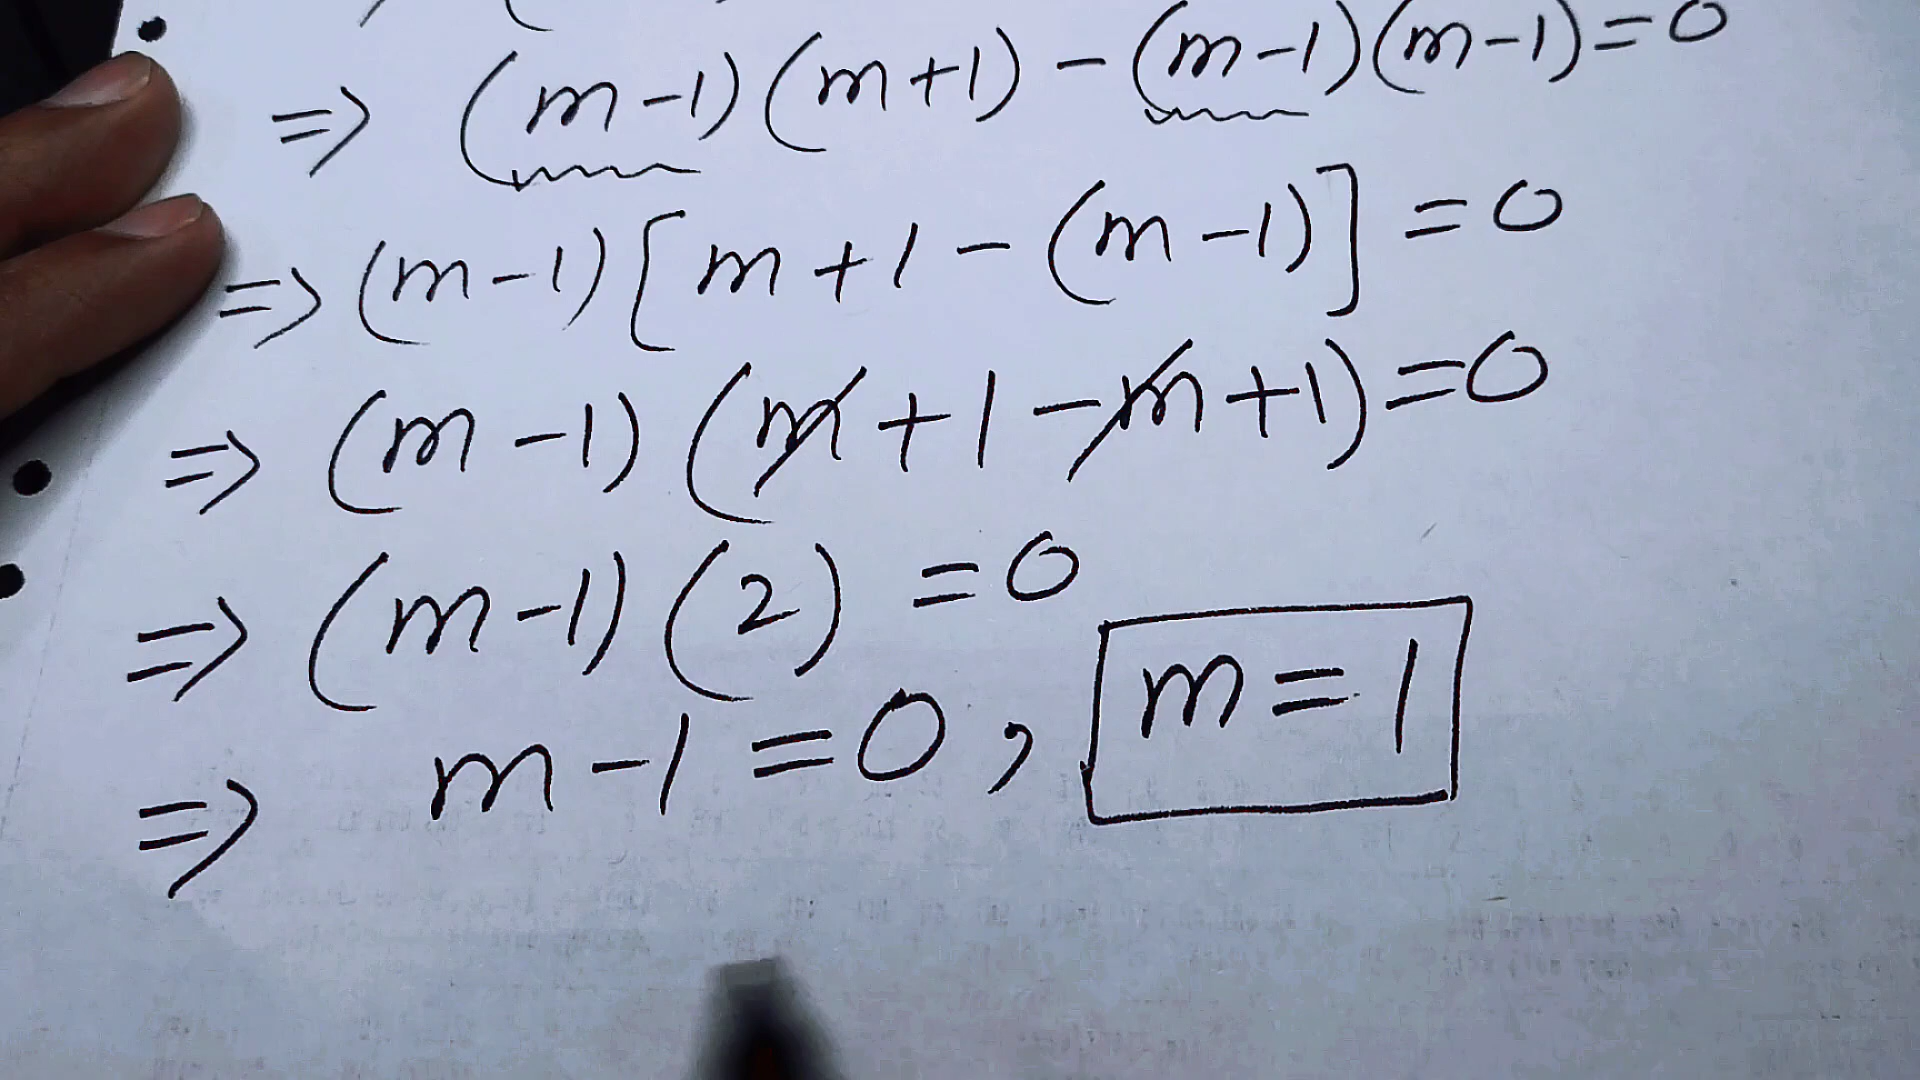 => (m-1)(m+1)-(m-1)(m-1)=0
=> (m-1)[m+1-(m-1)]=0
=> (m-1)(m+1-m+1)=0
=> (m-1)(2)=0
=> m-1=0, m=1